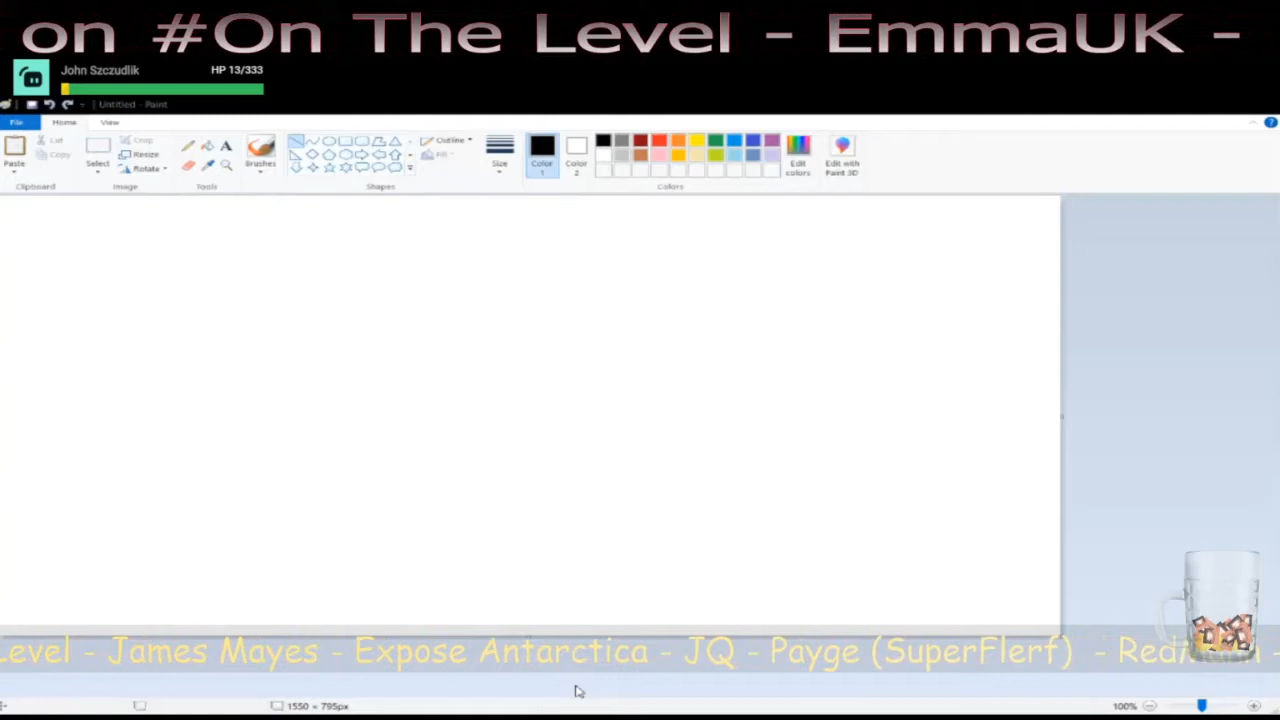 on #On The Level - EmmaUK -
John Szczudlik HP 13/333
Untitled - Paint
File Home View
Paste
Cut
Copy
Clipboard
Select
Crop
Resize
Rotate
Image
Tools
Brushes
Shapes
Outline
Fill
Size
Color 1
Color 2
Colors
Edit colors
Edit with Paint 3D
Level - James Mayes - Expose Antarctica - JQ - Payge (SuperFlerf) -
1550 × 795px 100%